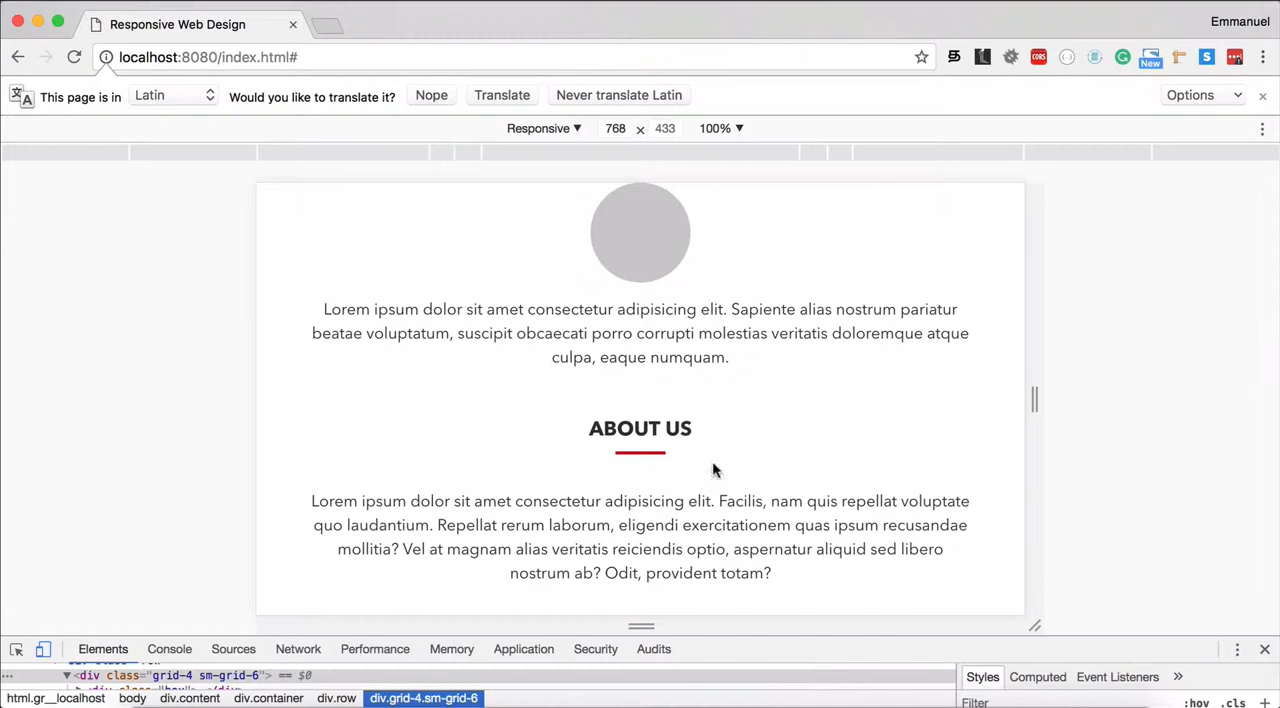 Responsive Web Design
Emmanuel
localhost:8080/index.html#
CORS
New
S
This page is in Latin Would you like to translate it? Nope Translate Never translate Latin Options
Responsive 768 x 433 100%
Lorem ipsum dolor sit amet consectetur adipisicing elit. Sapiente alias nostrum pariatur
beatae voluptatum, suscipit obcaecati porro corrupti molestias veritatis doloremque atque
culpa, eaque numquam.
ABOUT US
Lorem ipsum dolor sit amet consectetur adipisicing elit. Facilis, nam quis repellat voluptate
quo laudantium. Repellat rerum laborum, eligendi exercitationem quas ipsum recusandae
mollitia? Vel at magnam alias veritatis reiciendis optio, aspernatur aliquid sed libero
nostrum ab? Odit, provident totam?
Elements Console Sources Network Performance Memory Application Security Audits
▼<div class="grid-4 sm-grid-6"> == $0
html.gr__localhost body div.content div.container div.row div.grid-4.sm-grid-6
Styles Computed Event Listeners »
Filter :hov .cls +